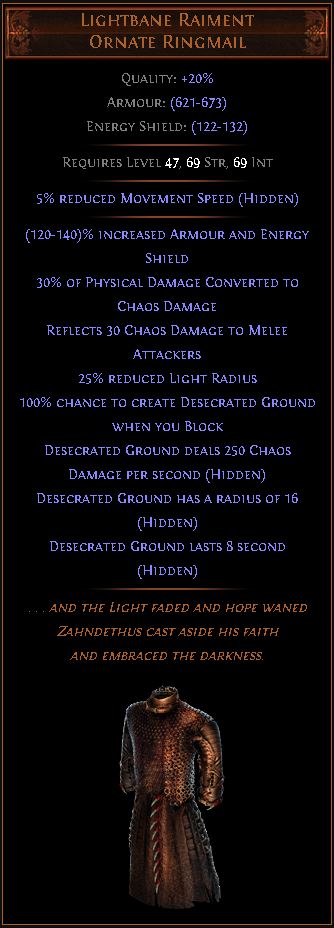 Lightbane Raiment
Ornate Ringmail
Quality: +20%
Armour: (621-673)
Energy Shield: (122-132)
Requires Level 47, 69 Str, 69 Int
5% reduced Movement Speed (Hidden)
(120-140)% increased Armour and Energy
Shield
30% of Physical Damage Converted to
Chaos Damage
Reflects 30 Chaos Damage to Melee
Attackers
25% reduced Light Radius
100% chance to create Desecrated Ground
when you Block
Desecrated Ground deals 250 Chaos
Damage per second (Hidden)
Desecrated Ground has a radius of 16
(Hidden)
Desecrated Ground lasts 8 second
(Hidden)
. . . and the Light faded and hope waned
Zahndethus cast aside his faith
and embraced the darkness.